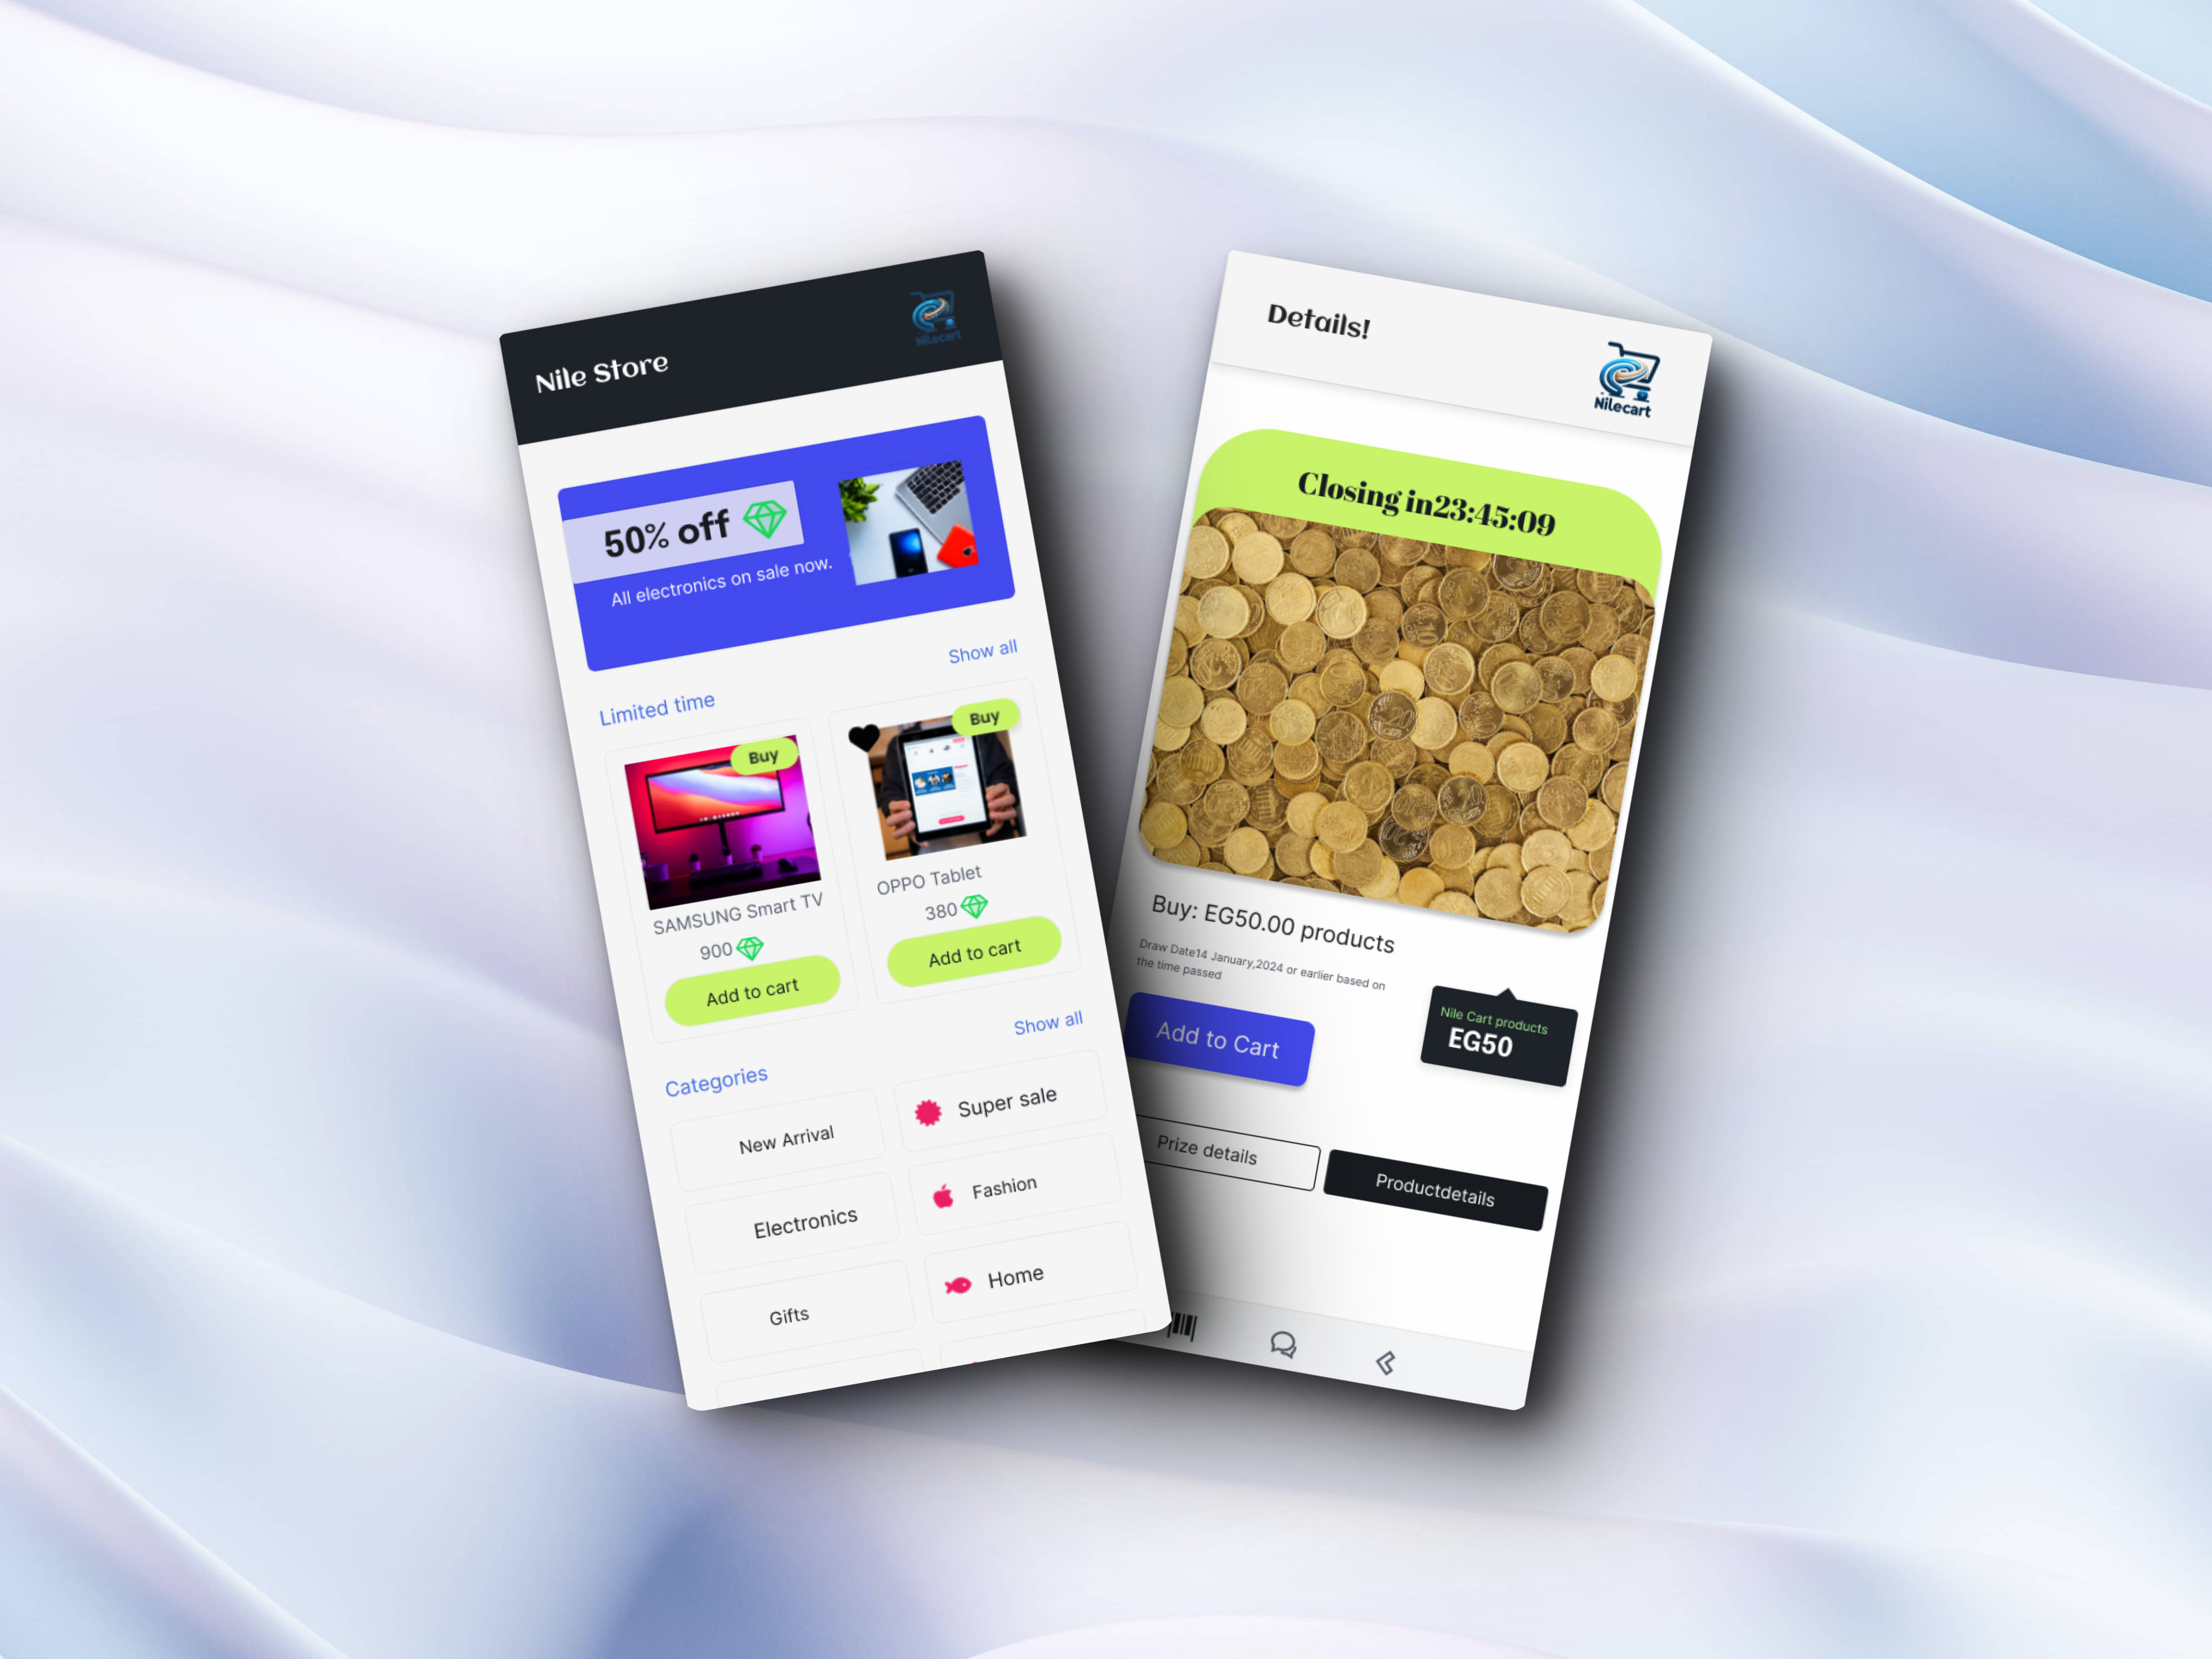 Nile Store
Nilecart
50% off
All electronics on sale now.
Show all
Limited time
Buy
Buy
SAMSUNG Smart TV
900
Add to cart
OPPO Tablet
380
Add to cart
Show all
Categories
New Arrival
Super sale
Electronics
Fashion
Gifts
Home
Details!
Nilecart
Closing in23:45:09
Buy: EG50.00 products
Draw Date14 January,2024 or earlier based on
the time passed
Add to Cart
Nile Cart products
EG50
Prize details
Productdetails